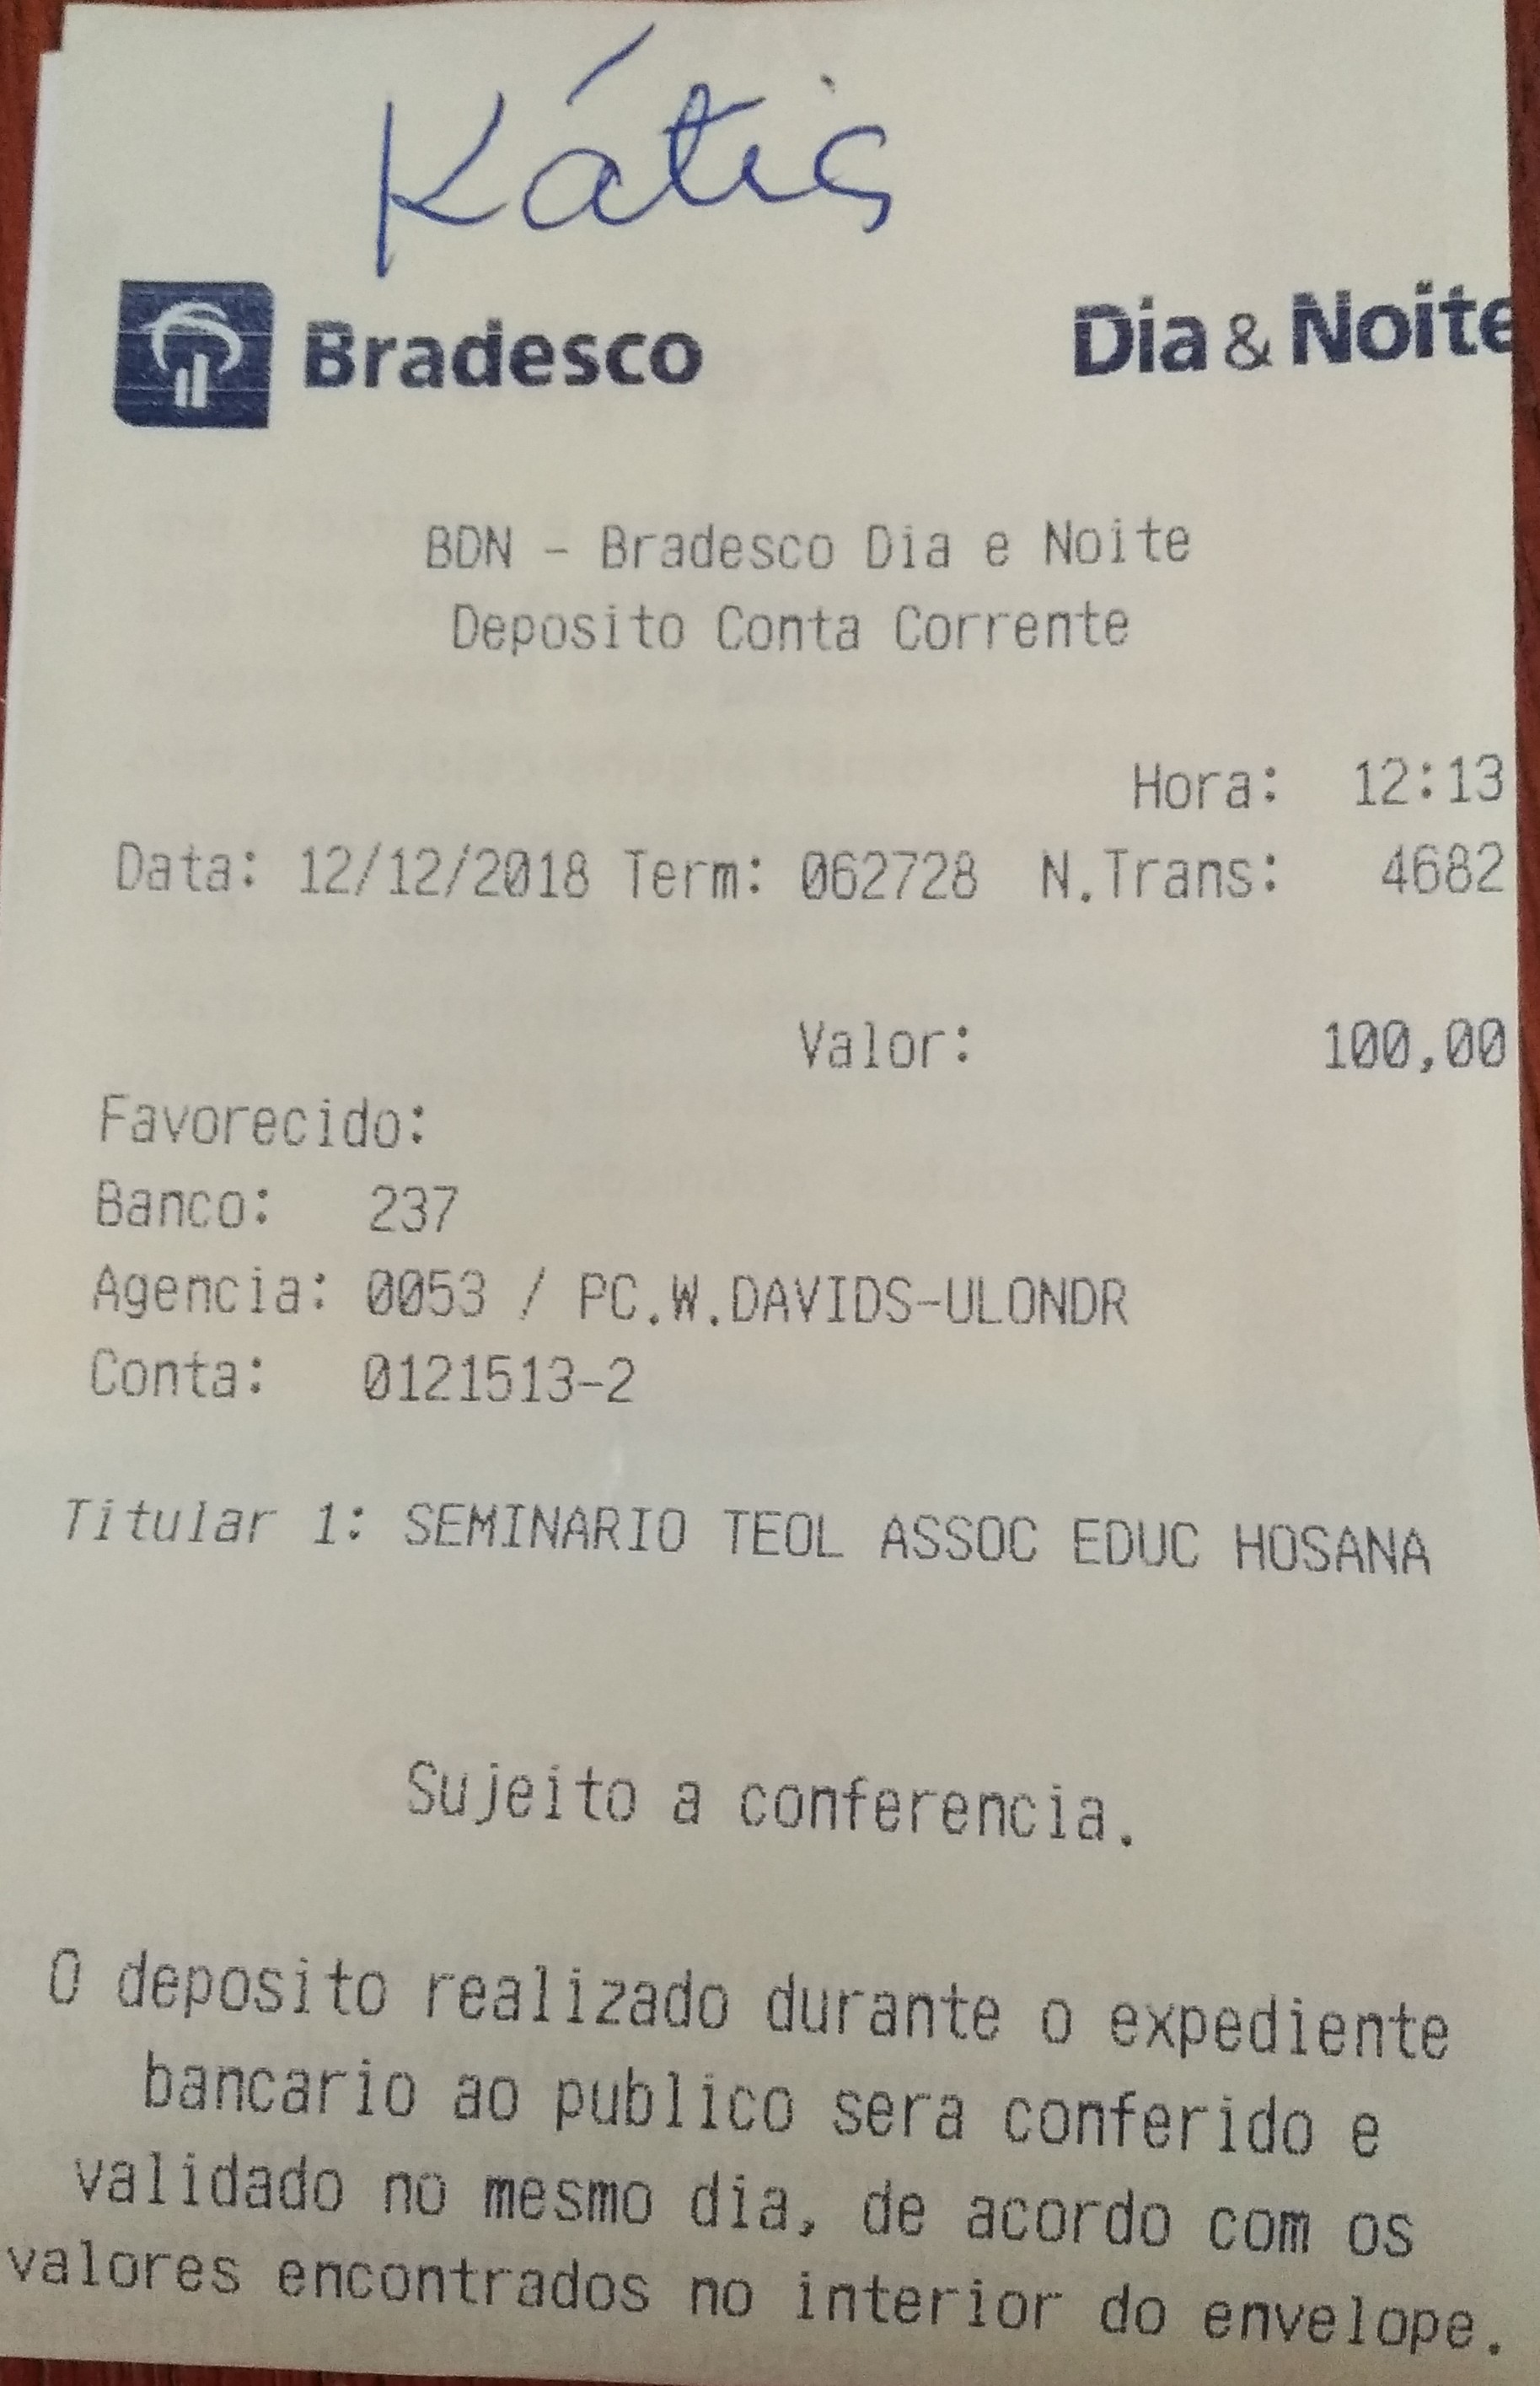 Kátia
Bradesco Dia & Noite
BDN - Bradesco Dia e Noite
Deposito Conta Corrente
Hora: 12:13
Data: 12/12/2018 Term: 062728 N.Trans: 4682
Valor: 100,00
Favorecido:
Banco: 237
Agencia: 0053 / PC.W.DAVIDS-ULONDR
Conta: 0121513-2
Titular 1: SEMINARIO TEOL ASSOC EDUC HOSANA
Sujeito a conferencia.
O deposito realizado durante o expediente
bancario ao publico sera conferido e
validado no mesmo dia, de acordo com os
valores encontrados no interior do envelope.